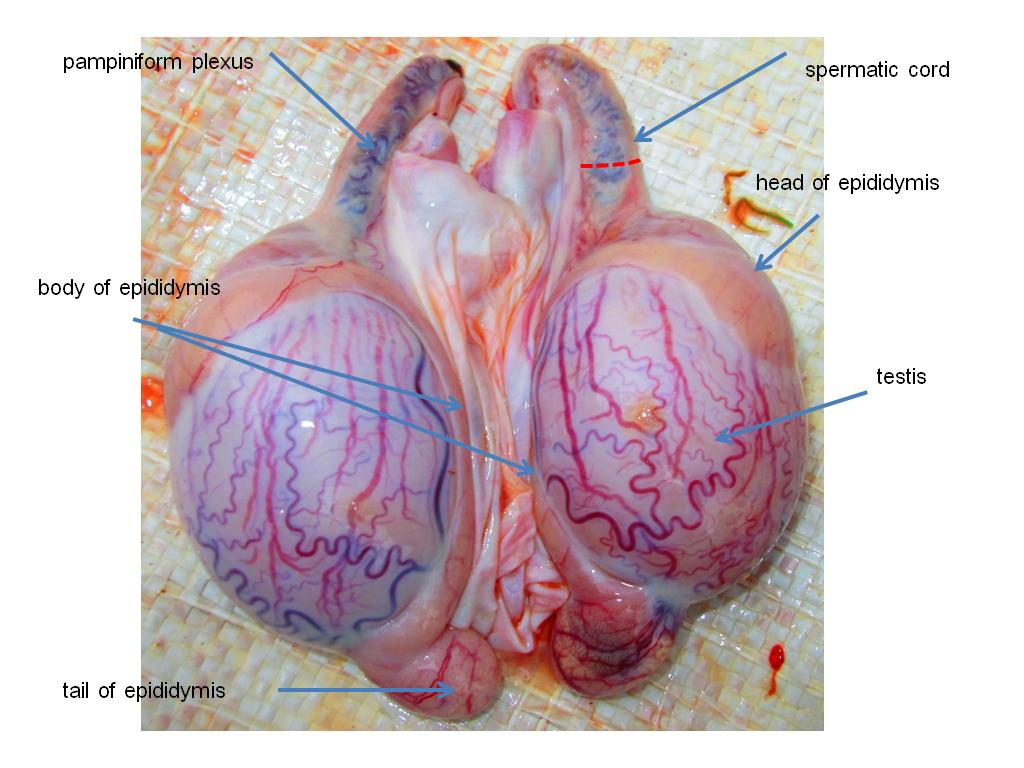 pampiniform plexus
spermatic cord
head of epididymis
body of epididymis
testis
tail of epididymis